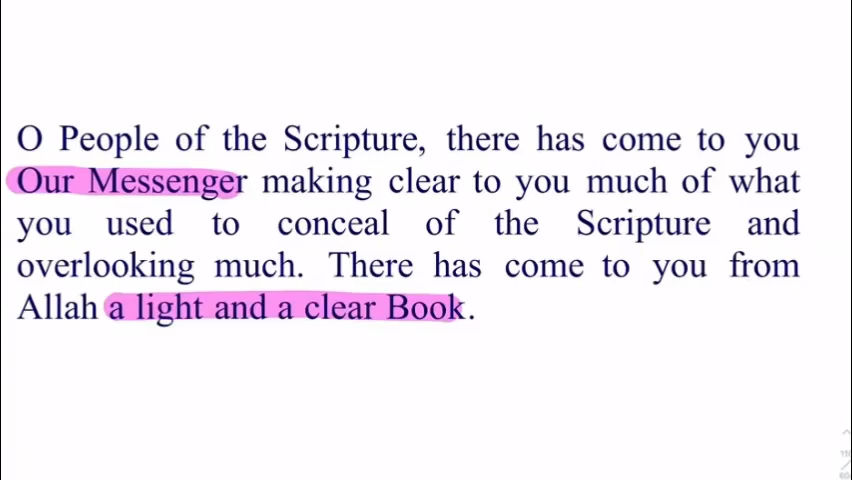 O People of the Scripture, there has come to you
Our Messenger making clear to you much of what
you used to conceal of the Scripture and
overlooking much. There has come to you from
Allah a light and a clear Book.